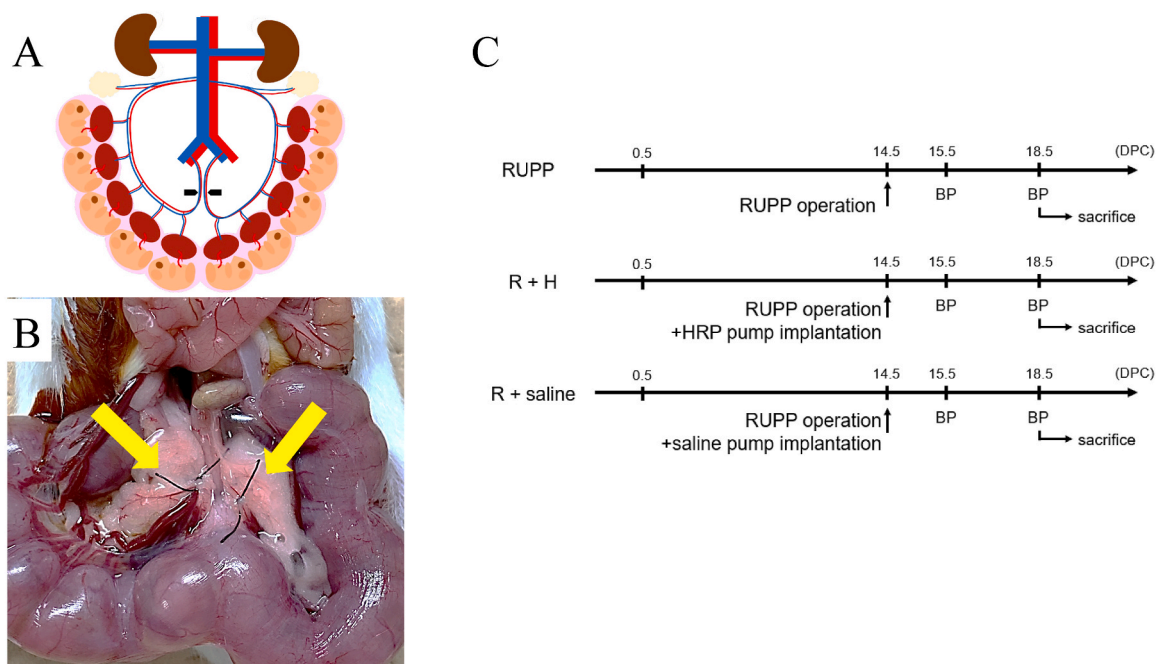 A
B
C
0.5 14.5 15.5 18.5 (DPC)
RUPP
BP BP
RUPP operation
sacrifice
0.5 14.5 15.5 18.5 (DPC)
R + H
RUPP operation BP BP
+HRP pump implantation
sacrifice
0.5 14.5 15.5 18.5 (DPC)
R + saline
RUPP operation BP BP
+saline pump implantation
sacrifice